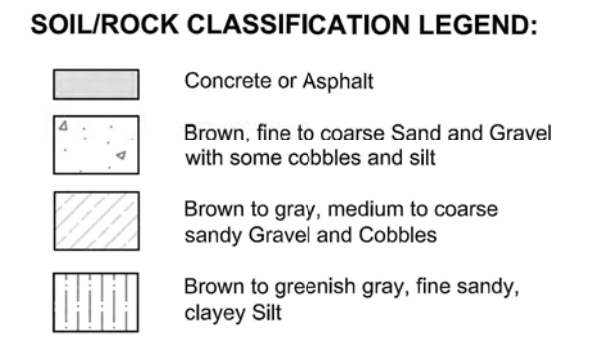 SOIL/ROCK CLASSIFICATION LEGEND:
Concrete or Asphalt
Brown, fine to coarse Sand and Gravel
with some cobbles and silt
Brown to gray, medium to coarse
sandy Gravel and Cobbles
Brown to greenish gray, fine sandy,
clayey Silt